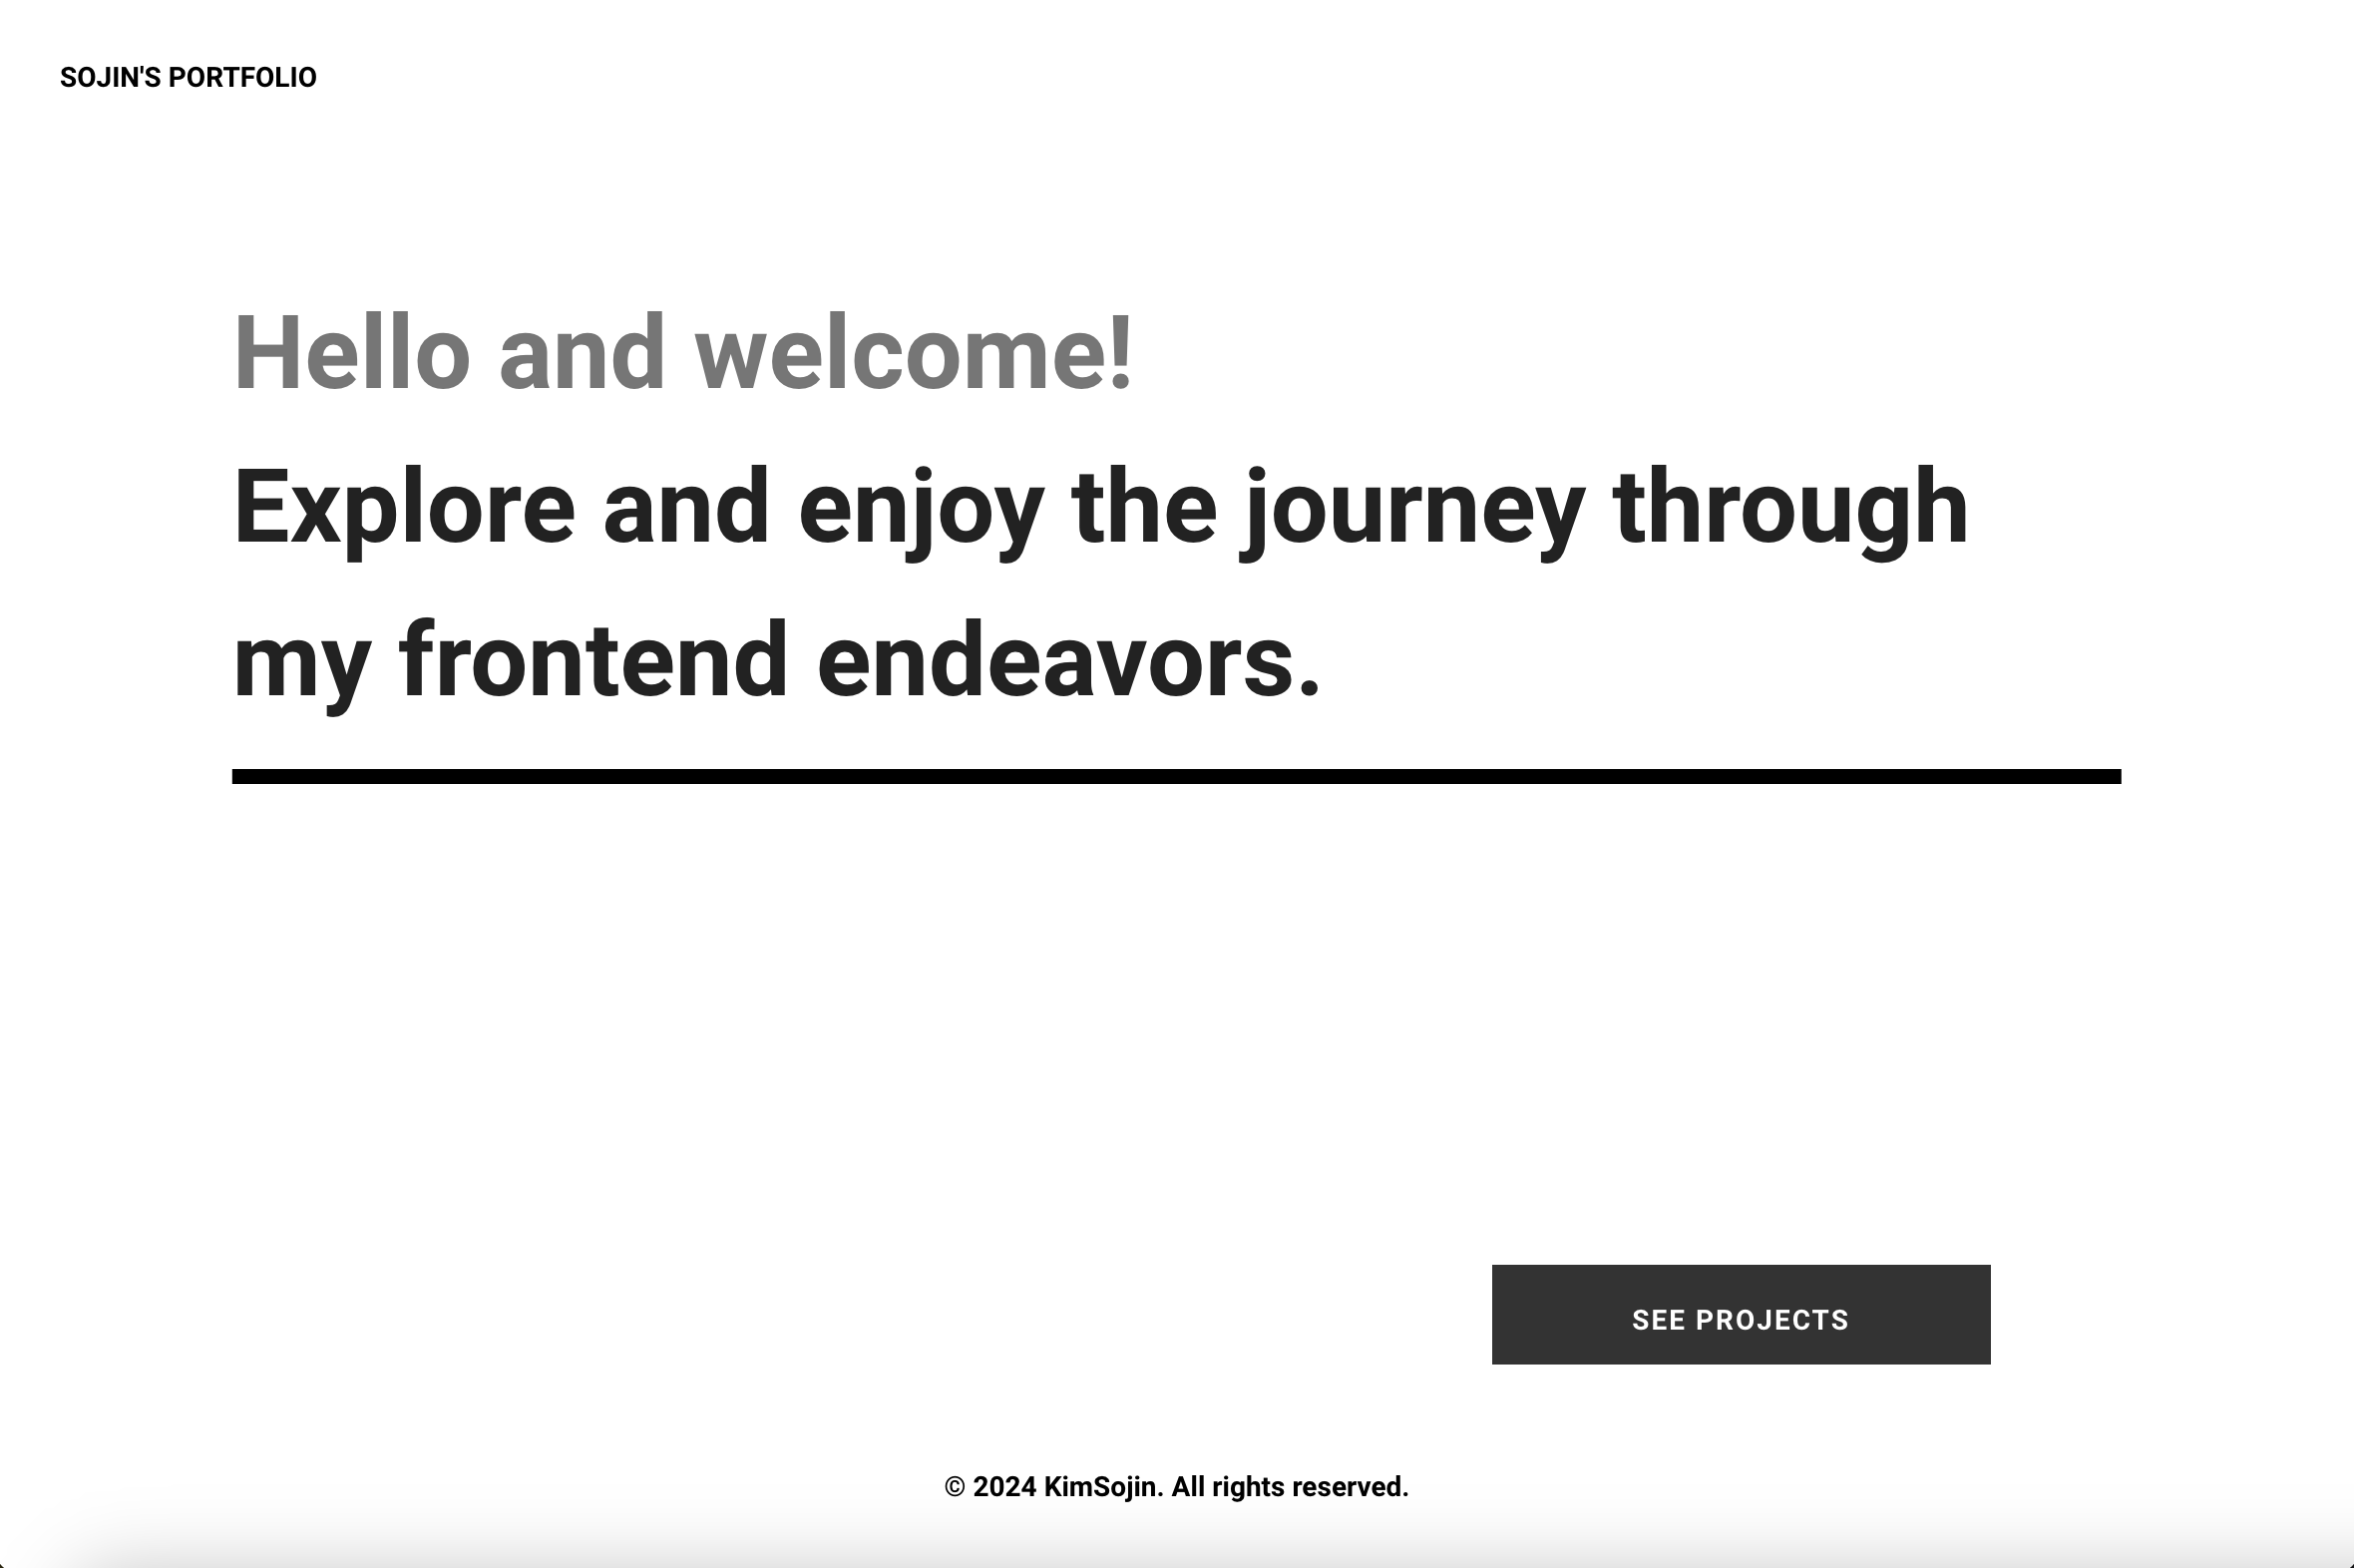 SOJIN'S PORTFOLIO
Hello and welcome!
Explore and enjoy the journey through
my frontend endeavors.
SEE PROJECTS
© 2024 KimSojin. All rights reserved.